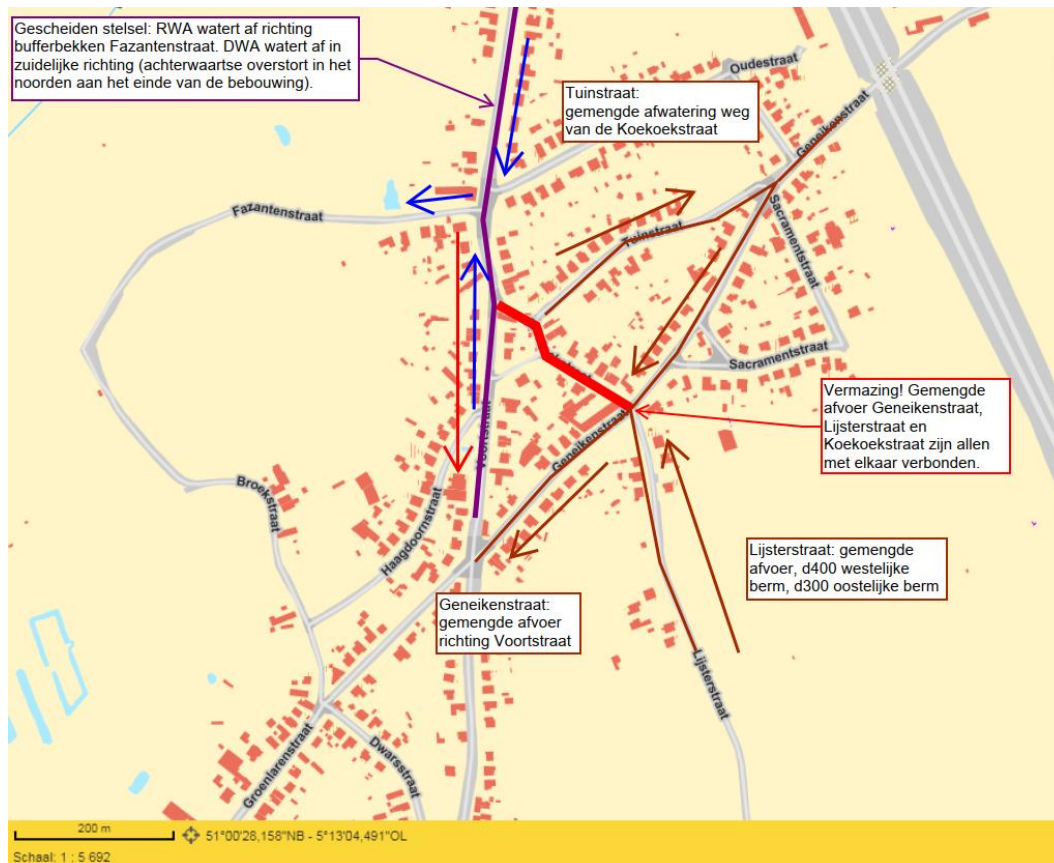 Gescheiden stelsel: RWA watert af richting
bufferbekken Fazantenstraat. DWA watert af in
zuidelijke richting (achterwaartse overstort in het
noorden aan het einde van de bebouwing).
Oudestraat
Tuinstraat:
gemengde afwatering weg
van de Koekoekstraat
Geneikenstraat
Fazantenstraat
Tuinstraat
Sacramentstraat
Sacramentstraat
Vermazing! Gemengde
afvoer Geneikenstraat,
Lijsterstraat en
Koekoekstraat zijn allen
met elkaar verbonden.
Voortstraat
Geneikenstraat
Broekstraat
Haagdoornstraat
Lijsterstraat: gemengde
afvoer, d400 westelijke
berm, d300 oostelijke berm
Geneikenstraat:
gemengde afvoer
richting Voortstraat
Lijsterstraat
Groenlarenstraat
Dwarsstraat
200 m
51°00'28,158"NB - 5°13'04,491"OL
Schaal: 1 : 5 692